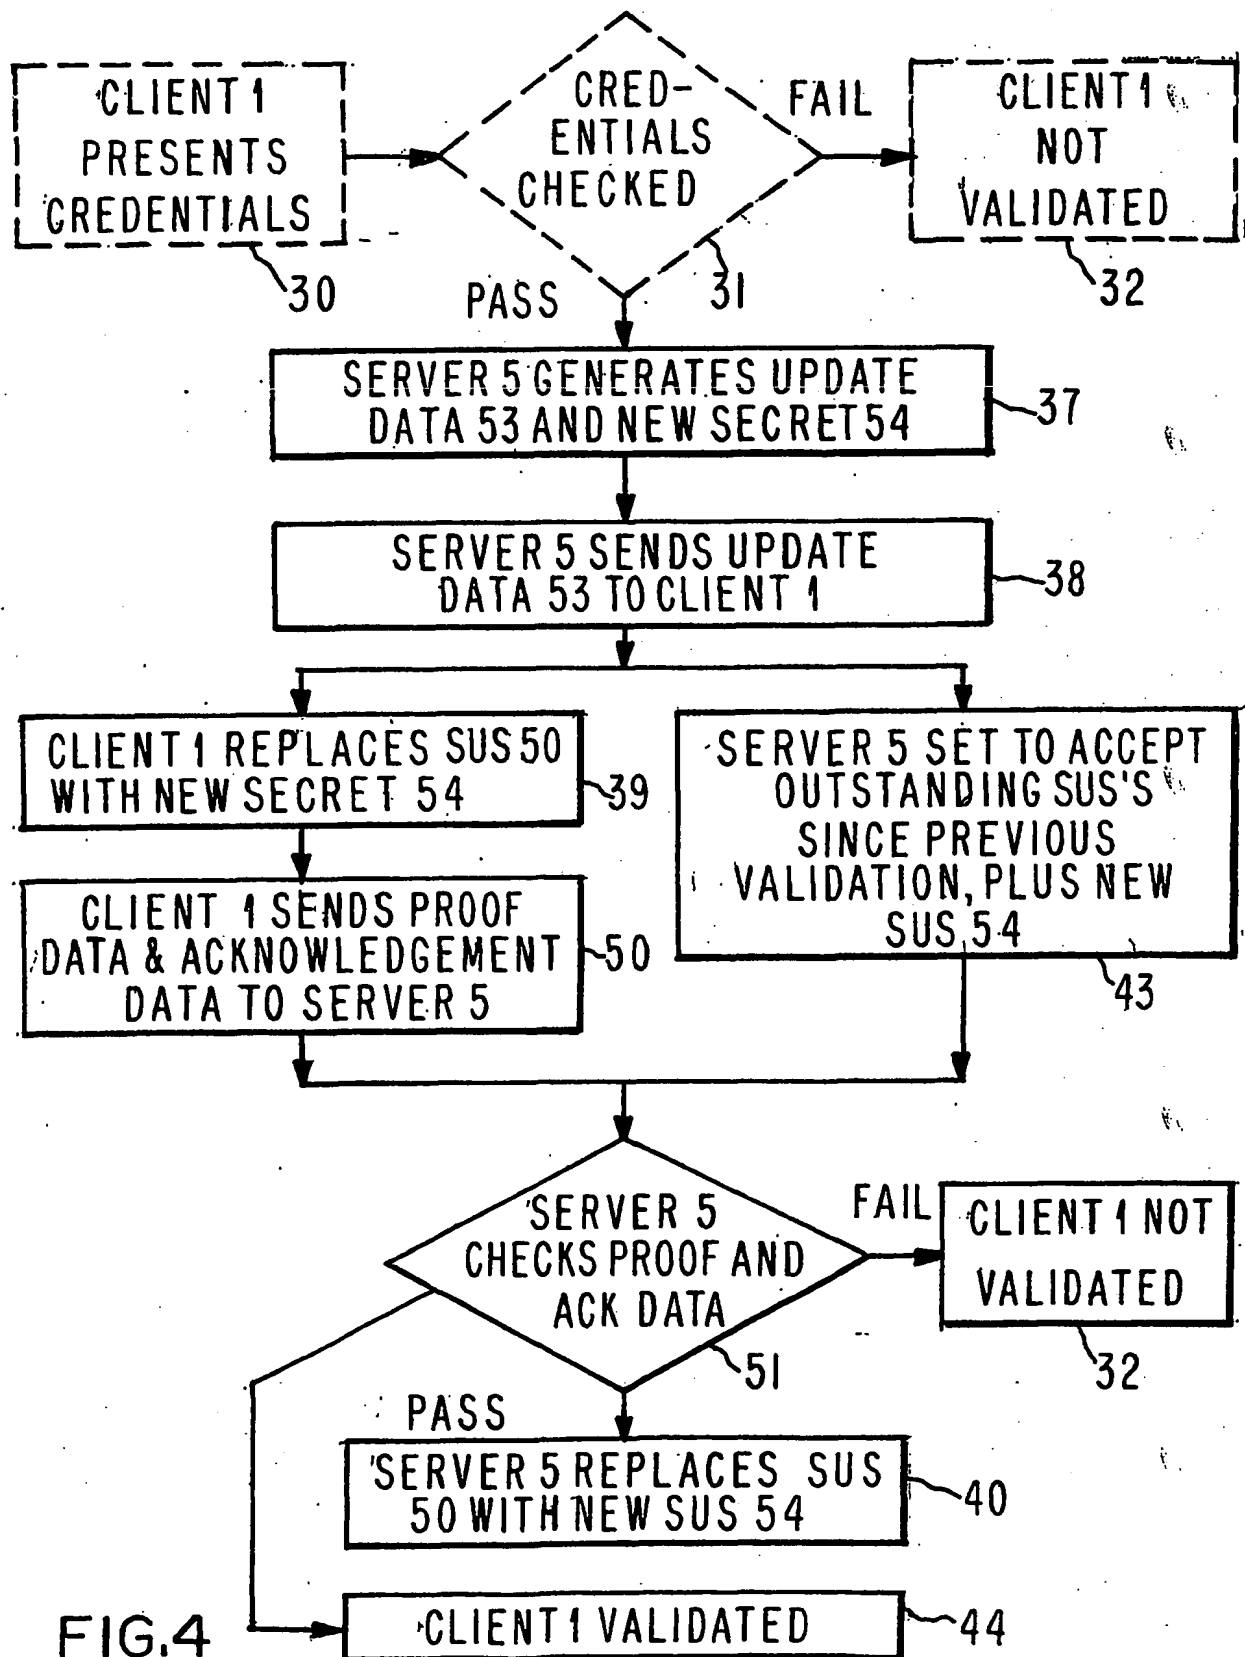 CLIENT 1
PRESENTS
CREDENTIALS
30
CRED-
ENTIALS
CHECKED
31
FAIL
CLIENT 1
NOT
VALIDATED
32
PASS
SERVER 5 GENERATES UPDATE
DATA 53 AND NEW SECRET 54
37
SERVER 5 SENDS UPDATE
DATA 53 TO CLIENT 1
38
CLIENT 1 REPLACES SUS 50
WITH NEW SECRET 54
39
CLIENT 1 SENDS PROOF
DATA & ACKNOWLEDGEMENT
DATA TO SERVER 5
50
SERVER 5 SET TO ACCEPT
OUTSTANDING SUS'S
SINCE PREVIOUS
VALIDATION, PLUS NEW
SUS 54
43
SERVER 5
CHECKS PROOF AND
ACK DATA
51
FAIL
CLIENT 1 NOT
VALIDATED
32
PASS
SERVER 5 REPLACES SUS
50 WITH NEW SUS 54
40
CLIENT 1 VALIDATED
44
FIG.4